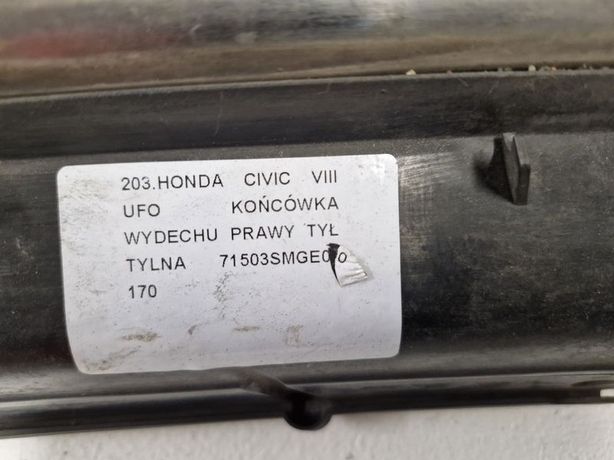 203.HONDA CIVIC VIII
UFO KOŃCÓWKA
WYDECHU PRAWY TYŁ
TYLNA
170